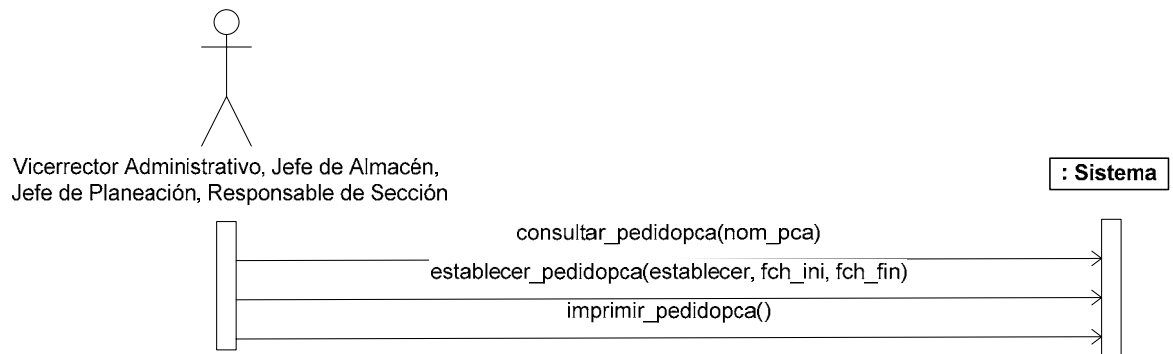 Vicerrector Administrativo, Jefe de Almacén,
Jefe de Planeación, Responsable de Sección
: Sistema
consultar_pedidopca(nom_pca)
establecer_pedidopca(establecer, fch_ini, fch_fin)
imprimir_pedidopca()